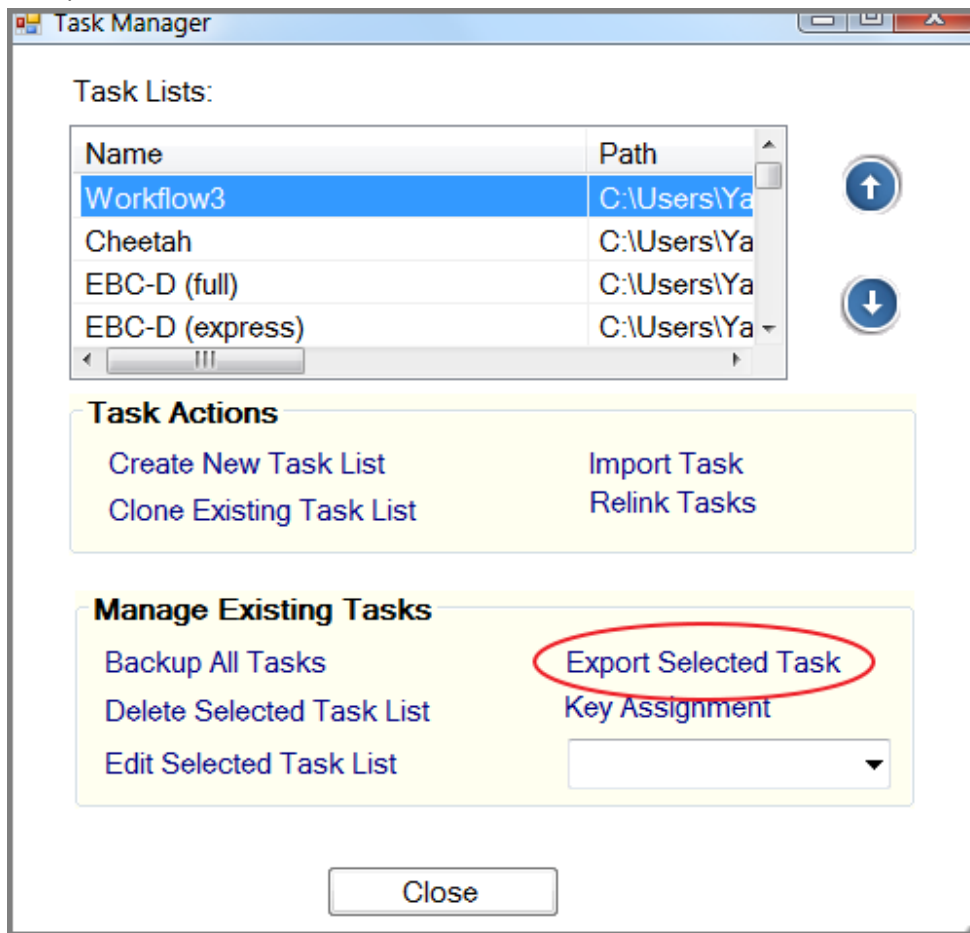 Task Manager
Task Lists:
Name Path
Workflow3 C:\Users\Ya
Cheetah C:\Users\Ya
EBC-D (full) C:\Users\Ya
EBC-D (express) C:\Users\Ya
Task Actions
Create New Task List Import Task
Clone Existing Task List Relink Tasks
Manage Existing Tasks
Backup All Tasks Export Selected Task
Delete Selected Task List Key Assignment
Edit Selected Task List
Close